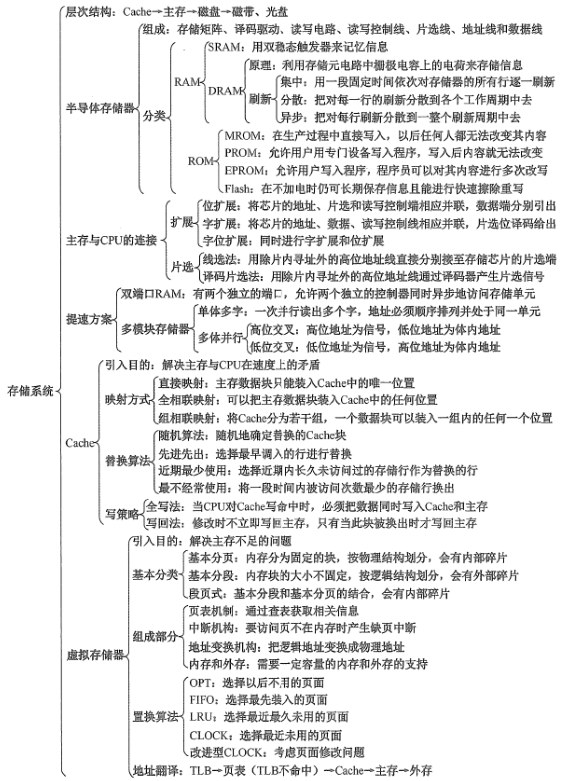 层次结构：Cache→主存→磁盘→磁带、光盘
组成：存储矩阵、译码驱动、读写电路、读写控制线、片选线、地址线和数据线
SRAM：用双稳态触发器来记忆信息
RAM
原理：利用存储元电路中栅极电容上的电荷来存储信息
DRAM
集中：用一段固定时间依次对存储器的所有行逐一刷新
半导体存储器
刷新
分散：把对每一行的刷新分散到各个工作周期中去
分类
异步：把对每行刷新分散到一整个刷新周期中去
MROM：在生产过程中直接写入，以后任何人都无法改变其内容
PROM：允许用户用专门设备写入程序，写入后内容就无法改变
ROM
EPROM：允许用户写入程序，程序员可以对其内容进行多次改写
Flash：在不加电时仍可长期保存信息且能进行快速擦除重写
位扩展：将芯片的地址、片选和读写控制端相应并联，数据端分别引出
扩展
字扩展：将芯片的地址、数据、读写控制线相应并联，片选位译码给出
主存与CPU的连接
字位扩展：同时进行字扩展和位扩展
线选法：用除片内寻址外的高位地址线直接分别接至存储芯片的片选端
片选
译码片选法：用除片内寻址外的高位地址线通过译码器产生片选信号
双端口RAM：有两个独立的端口，允许两个独立的控制器同时异步地访问存储单元
提速方案
单体多字：一次并行读出多个字，地址必须顺序排列并处于同一单元
多模块存储器
高位交叉：高位地址为信号，低位地址为体内地址
多体并行
低位交叉：低位地址为信号，高位地址为体内地址
引入目的：解决主存与CPU在速度上的矛盾
直接映射：主存数据块只能装入Cache中的唯一位置
存储系统
映射方式
全相联映射：可以把主存数据块装入Cache中的任何位置
组相联映射：将Cache分为若干组，一个数据块可以装入一组内的任何一个位置
Cache
随机算法：随机地确定替换的Cache块
替换算法
先进先出：选择最早调入的行进行替换
近期最少使用：选择近期内长久未访问过的存储行作为替换的行
最不经常使用：将一段时间内被访问次数最少的存储行换出
写策略
全写法：当CPU对Cache写命中时，必须把数据同时写入Cache和主存
写回法：修改时不立即写回主存，只有当此块被换出时才写回主存
引入目的：解决主存不足的问题
基本分页：内存分为固定的块，按物理结构划分，会有内部碎片
基本分类
基本分段：内存块的大小不固定，按逻辑结构划分，会有外部碎片
段页式：基本分段和基本分页的结合，会有内部碎片
页表机制：通过查表获取相关信息
中断机构：要访问页不在内存时产生缺页中断
组成部分
地址变换机构：把逻辑地址变换成物理地址
虚拟存储器
内存和外存：需要一定容量的内存和外存的支持
OPT：选择以后不用的页面
FIFO：选择最先装入的页面
置换算法
LRU：选择最近最久未用的页面
CLOCK：选择最近未用的页面
改进型CLOCK：考虑页面修改问题
地址翻译：TLB→页表（TLB不命中）→Cache→主存→外存